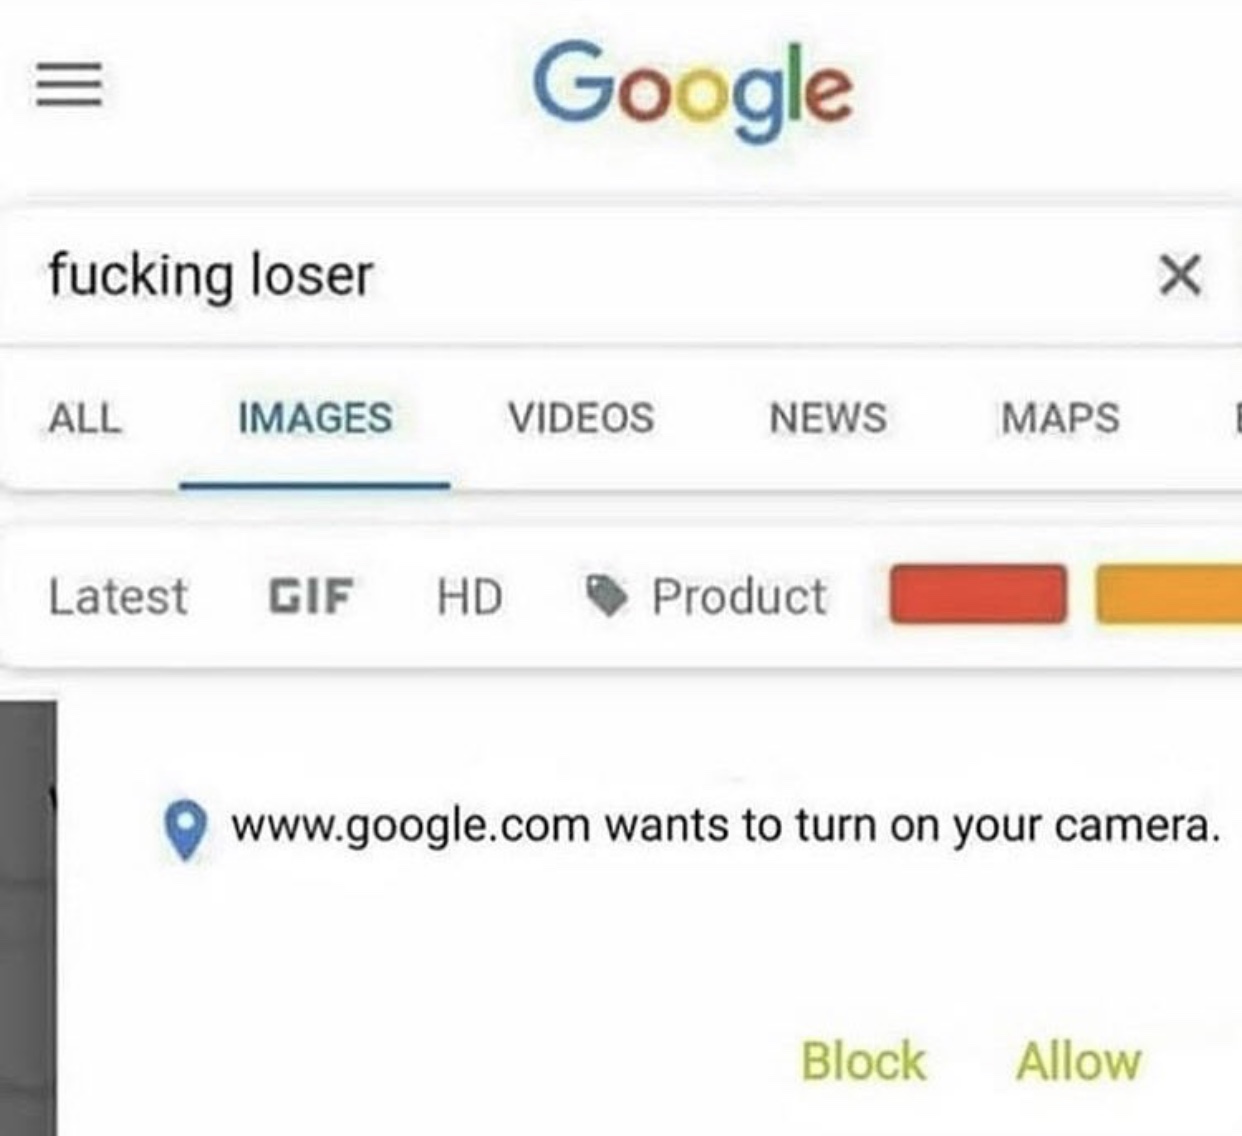 Google
fucking loser
ALL IMAGES VIDEOS NEWS MAPS
Latest GIF HD Product
www.google.com wants to turn on your camera.
Block Allow